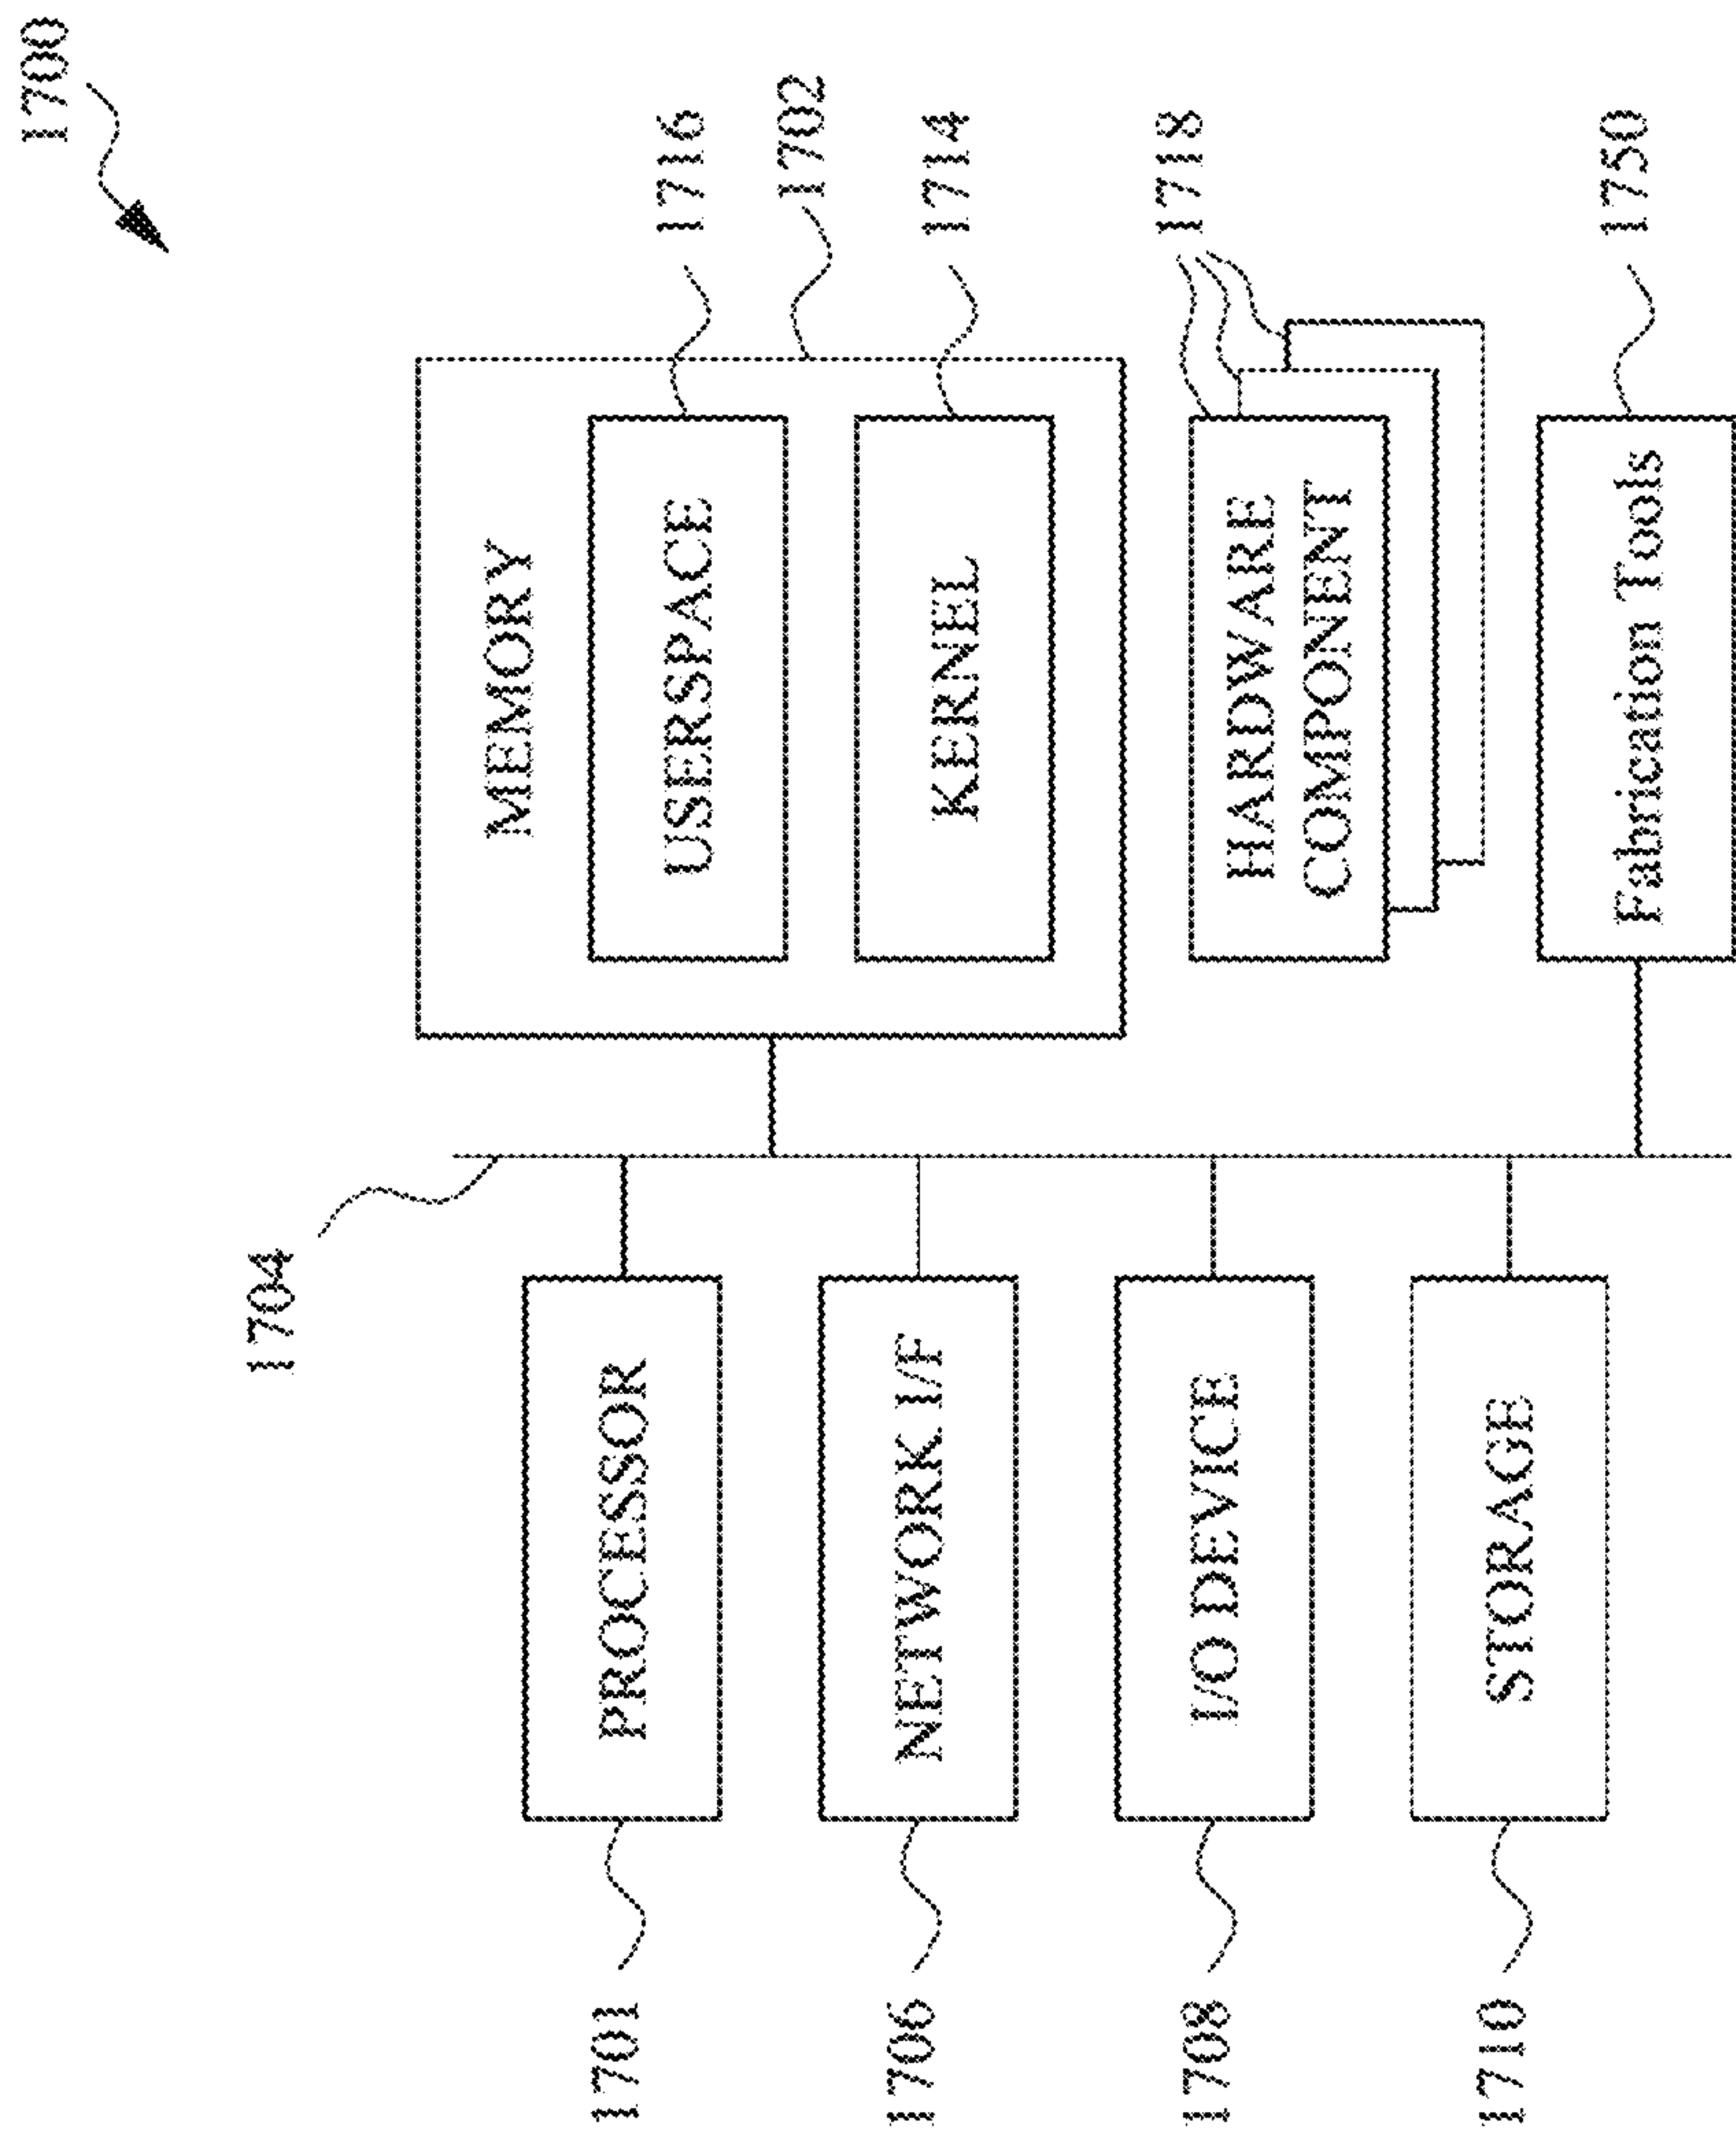 1700
1704
1701
PROCESSOR
1706
NETWORK I/F
1708
I/O DEVICE
1710
STORAGE
MEMORY
USERSPACE
1716
1702
KERNEL
1714
HARDWARE
COMPONENT
1718
Fabrication Tools
1750